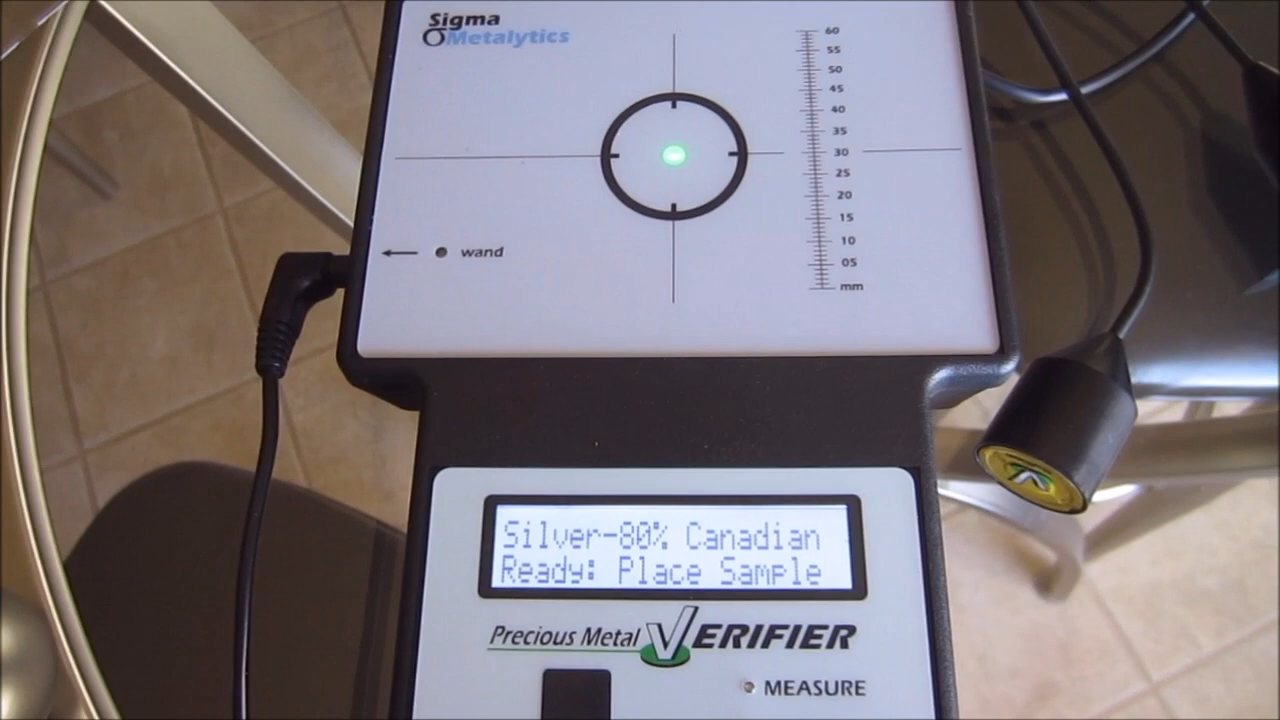 Sigma
Metalytics
60
55
50
45
40
35
30
25
20
15
10
05
mm
wand
Silver-80% Canadian
Ready: Place Sample
Precious Metal VERIFIER
MEASURE